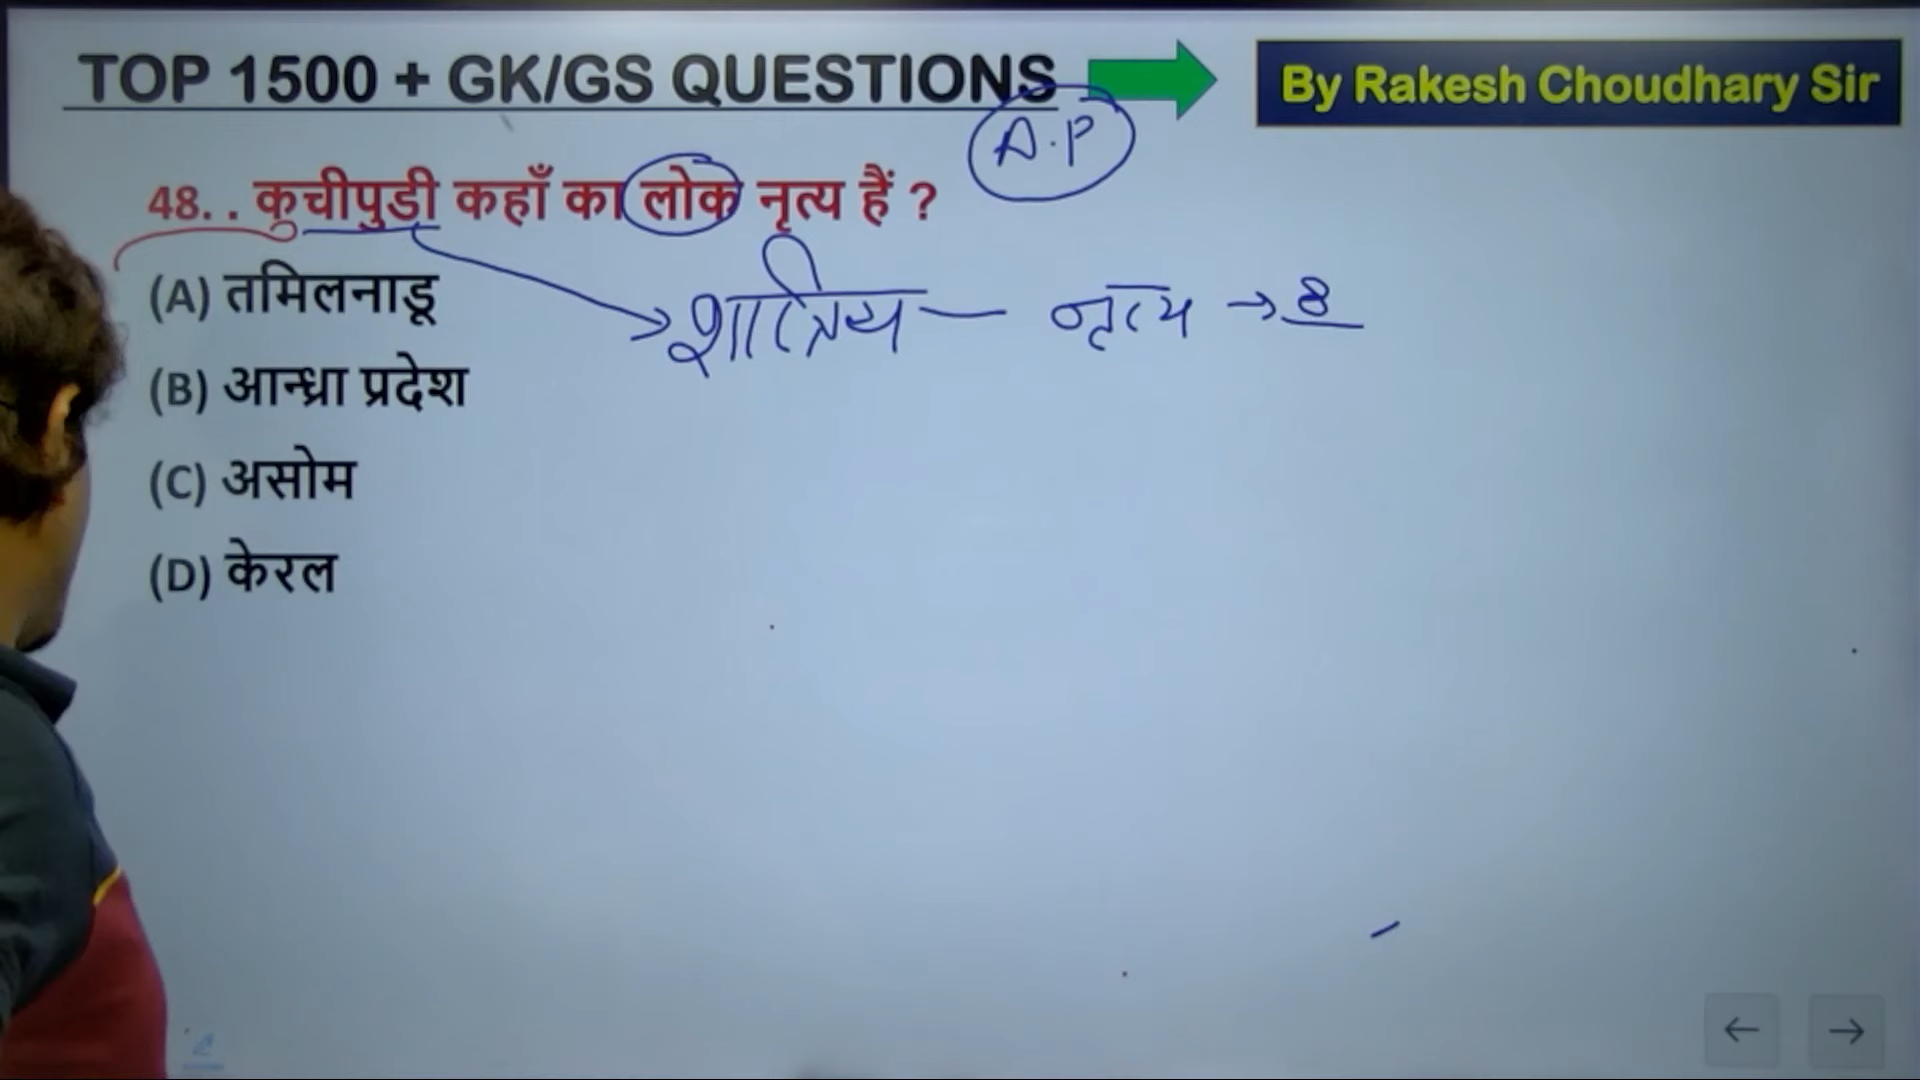 TOP 1500 + GK/GS QUESTIONS
By Rakesh Choudhary Sir
A.P
48. . कुचीपुडी कहाँ का लोक नृत्य हैं ?
(A) तमिलनाडू
शास्त्रिय — नृत्य → 8
(B) आन्ध्रा प्रदेश
(C) असोम
(D) केरल